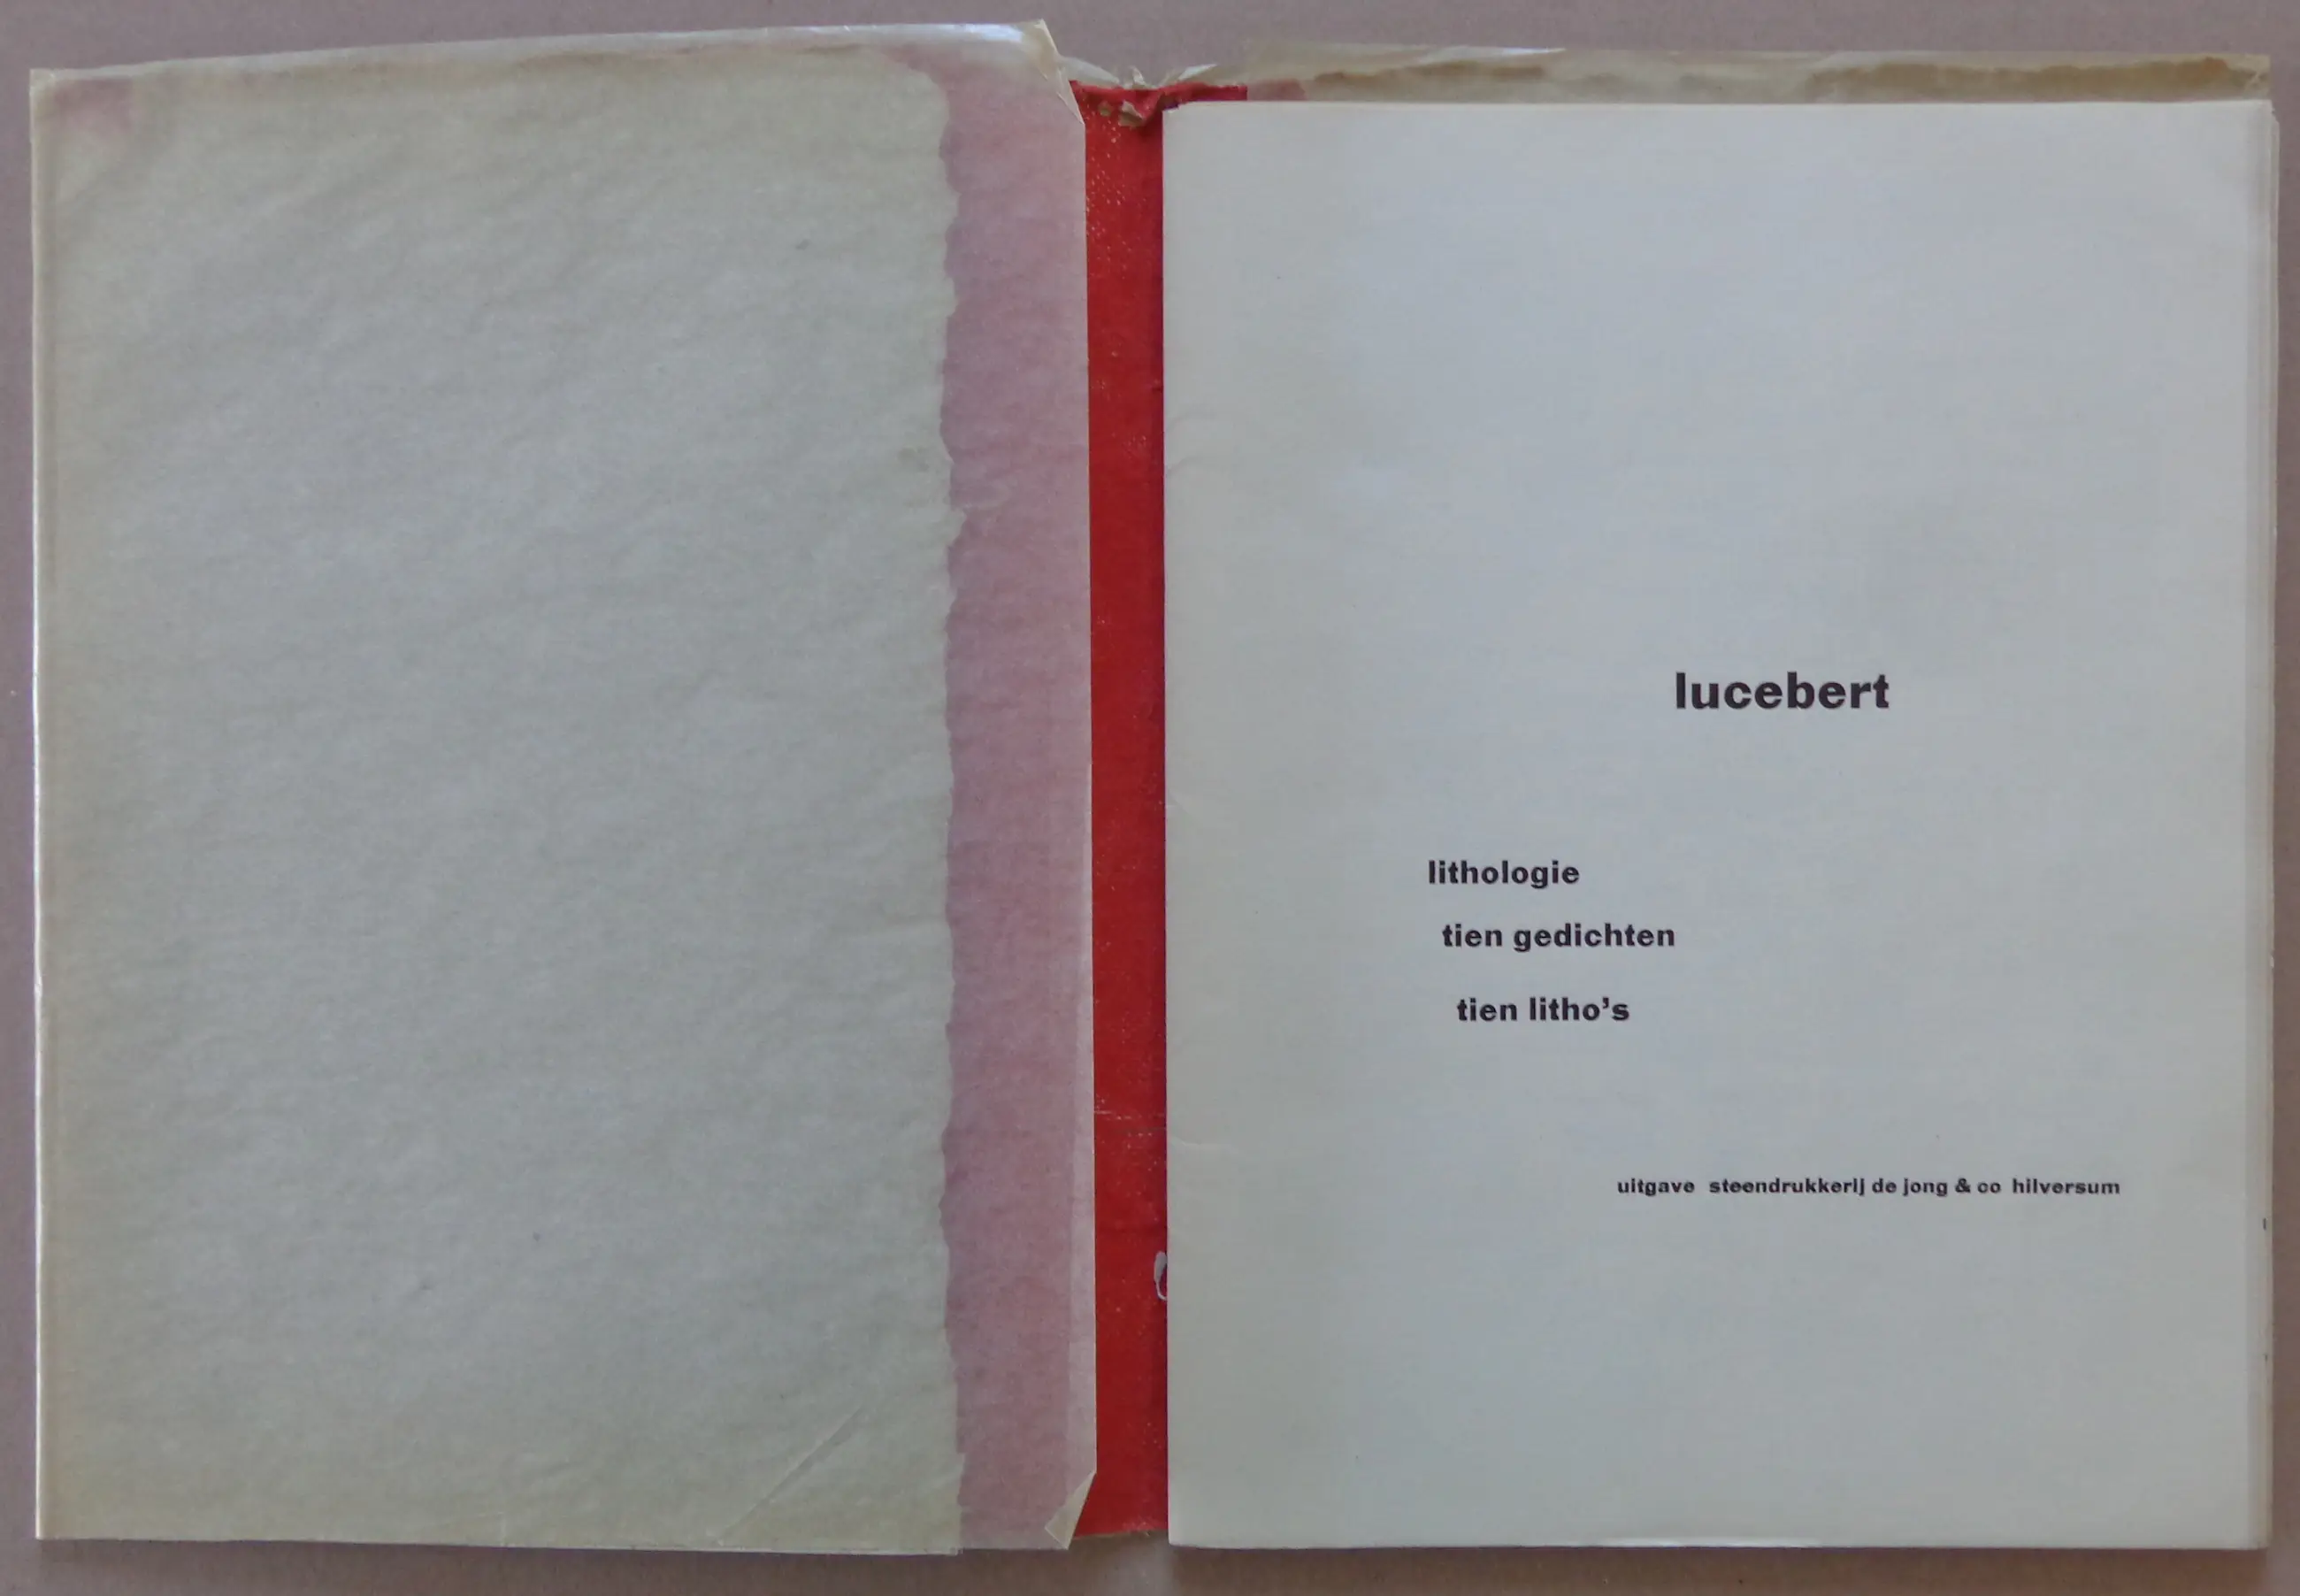 lucebert
lithologie
tien gedichten
tien litho's
uitgave steendrukkerij de jong & co hilversum